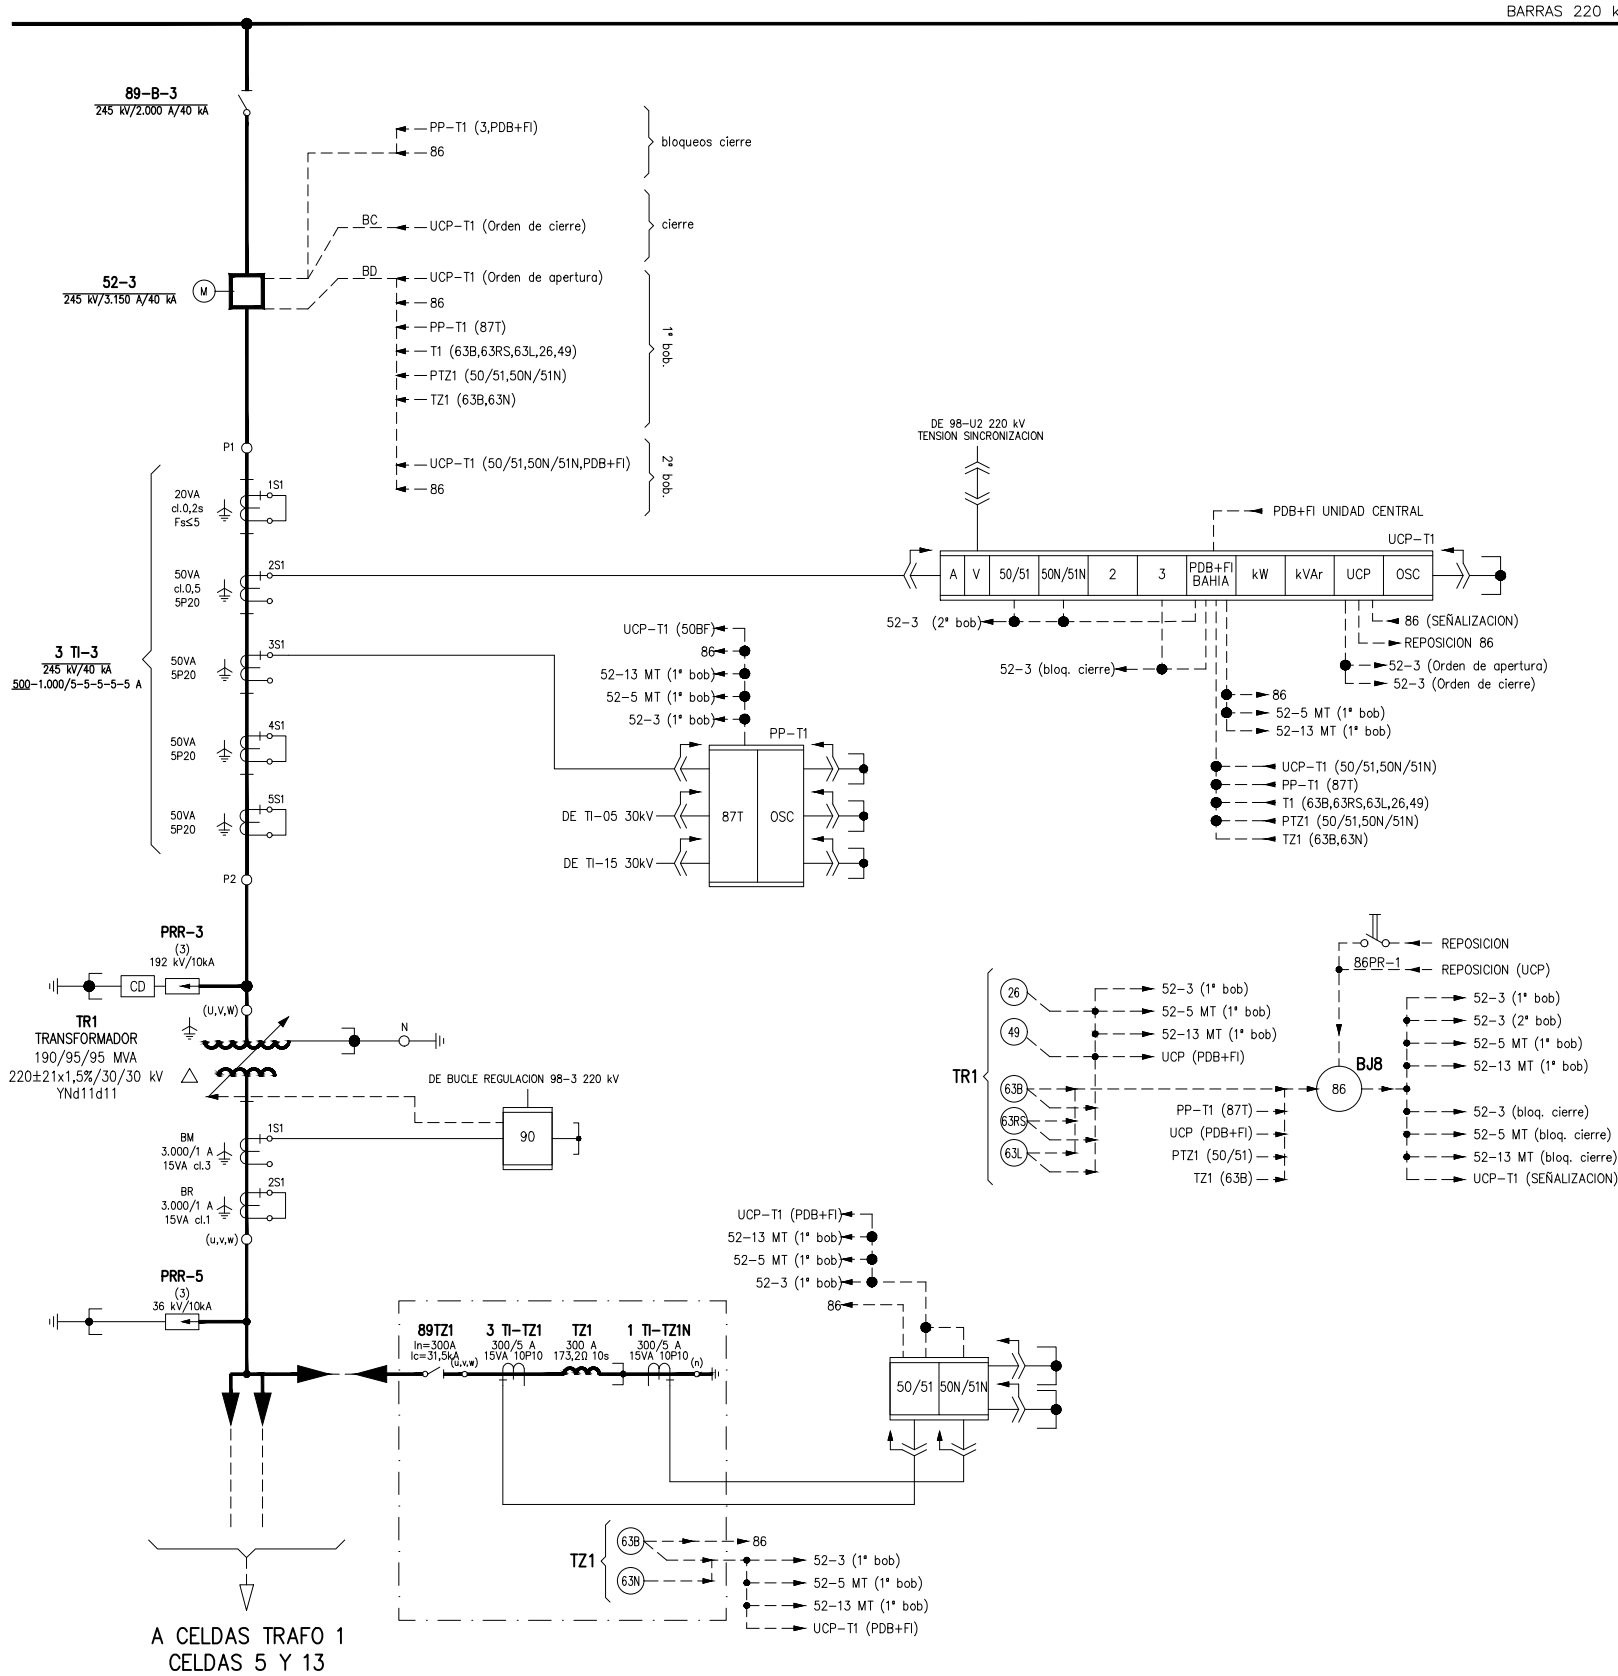 BARRAS 220 k
89-B-3
245 kV/2.000 A/40 kA
PP-T1 (3,PDB+FI)
86
bloqueos cierre
BC
UCP-T1 (Orden de cierre)
cierre
52-3
245 kV/3.150 A/40 kA
M
BD
UCP-T1 (Orden de apertura)
86
PP-T1 (87T)
T1 (63B,63RS,63L,26,49)
PTZ1 (50/51,50N/51N)
TZ1 (63B,63N)
1ª bob.
UCP-T1 (50/51,50N/51N,PDB+FI)
86
2ª bob.
P1
3 TI-3
245 kV/40 kA
500-1.000/5-5-5-5-5 A
20VA
cl.0,2s
Fs≤5
1S1
50VA
cl.0,5
5P20
2S1
50VA
5P20
3S1
50VA
5P20
4S1
50VA
5P20
5S1
P2
DE 98-U2 220 kV
TENSION SINCRONIZACION
PDB+FI UNIDAD CENTRAL
UCP-T1
A
V
50/51
50N/51N
2
3
PDB+FI
BAHIA
kW
kVAr
UCP
OSC
52-3 (2ª bob)
52-3 (bloq. cierre)
86 (SEÑALIZACION)
REPOSICION 86
52-3 (Orden de apertura)
52-3 (Orden de cierre)
86
52-5 MT (1ª bob)
52-13 MT (1ª bob)
UCP-T1 (50/51,50N/51N)
PP-T1 (87T)
T1 (63B,63RS,63L,26,49)
PTZ1 (50/51,50N/51N)
TZ1 (63B,63N)
UCP-T1 (50BF)
86
52-13 MT (1ª bob)
52-5 MT (1ª bob)
52-3 (1ª bob)
PP-T1
87T
OSC
DE TI-05 30kV
DE TI-15 30kV
PRR-3
(3)
192 kV/10kA
CD
(U,V,W)
TR1
TRANSFORMADOR
190/95/95 MVA
220±21x1,5%/30/30 kV
YNd11d11
N
DE BUCLE REGULACION 98-3 220 kV
90
BM
3.000/1 A
15VA cl.3
1S1
BR
3.000/1 A
15VA cl.1
2S1
(u,v,w)
PRR-5
(3)
36 kV/10kA
TR1
26
49
63B
63RS
63L
52-3 (1ª bob)
52-5 MT (1ª bob)
52-13 MT (1ª bob)
UCP (PDB+FI)
PP-T1 (87T)
UCP (PDB+FI)
PTZ1 (50/51)
TZ1 (63B)
86PR-1
REPOSICION
REPOSICION (UCP)
BJ8
86
52-3 (1ª bob)
52-3 (2ª bob)
52-5 MT (1ª bob)
52-13 MT (1ª bob)
52-3 (bloq. cierre)
52-5 MT (bloq. cierre)
52-13 MT (bloq. cierre)
UCP-T1 (SEÑALIZACION)
UCP-T1 (PDB+FI)
52-13 MT (1ª bob)
52-5 MT (1ª bob)
52-3 (1ª bob)
86
50/51
50N/51N
89TZ1
In=300A
Ic=31,5kA
(u,v,w)
3 TI-TZ1
300/5 A
15VA 10P10
TZ1
300 A
173,2Ω 10s
1 TI-TZ1N
300/5 A
15VA 10P10
(n)
TZ1
63B
63N
86
52-3 (1ª bob)
52-5 MT (1ª bob)
52-13 MT (1ª bob)
UCP-T1 (PDB+FI)
A CELDAS TRAFO 1
CELDAS 5 Y 13